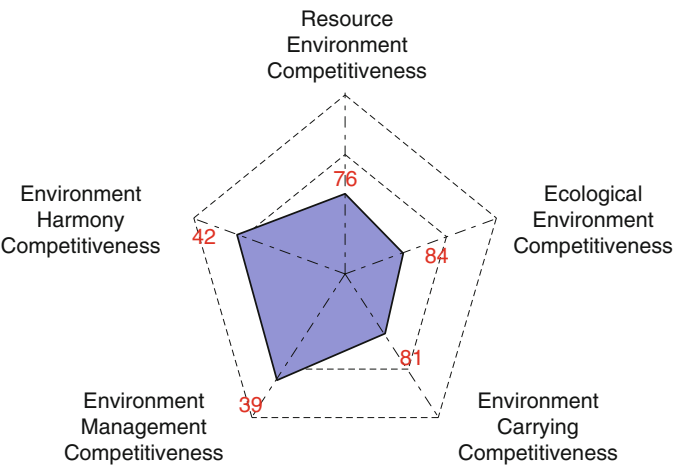 Resource
Environment
Competitiveness
76
Environment
Harmony
Competitiveness
42
Ecological
Environment
Competitiveness
84
81
39
Environment
Management
Competitiveness
Environment
Carrying
Competitiveness